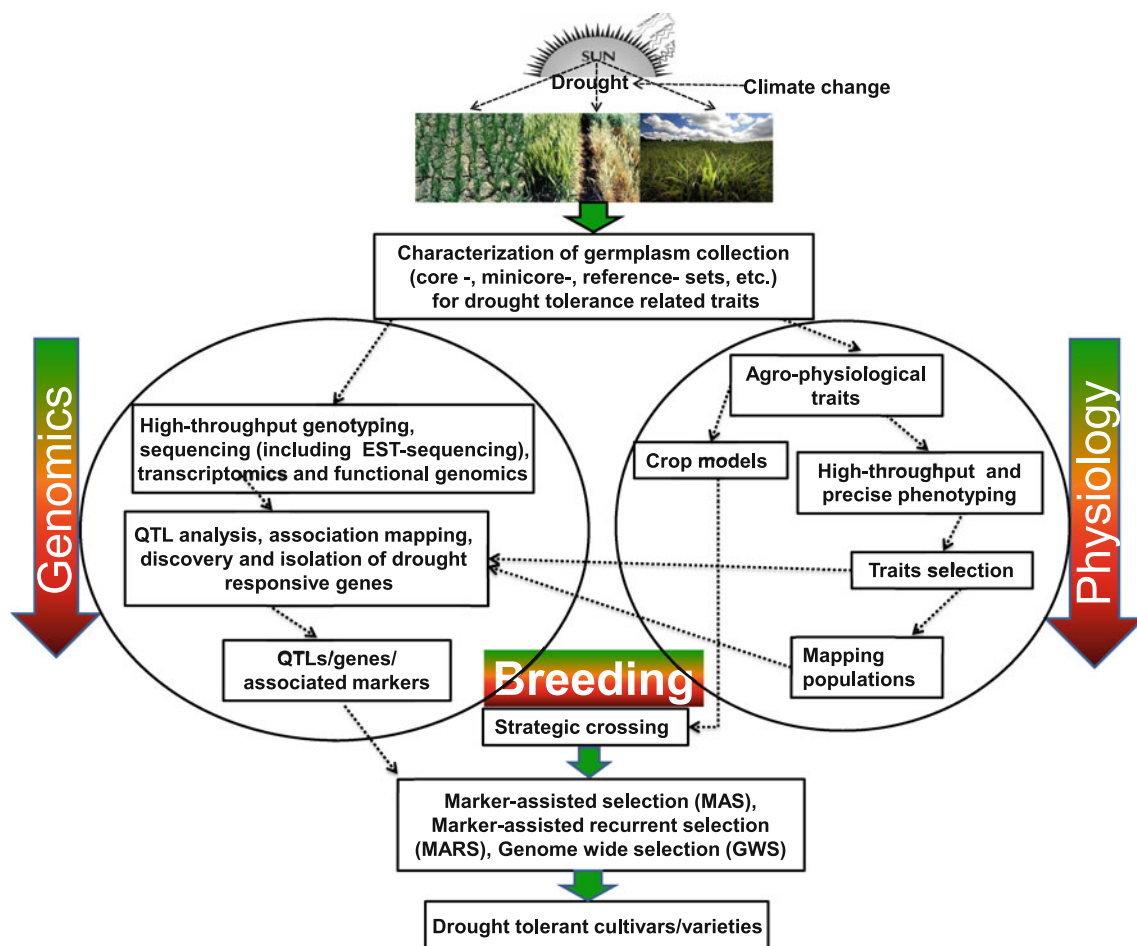 SUN
Drought
Climate change
Characterization of germplasm collection
(core -, minicore-, reference- sets, etc.)
for drought tolerance related traits
Genomics
High-throughput genotyping,
sequencing (including EST-sequencing),
transcriptomics and functional genomics
QTL analysis, association mapping,
discovery and isolation of drought
responsive genes
QTLs/genes/
associated markers
Physiology
Agro-physiological
traits
Crop models
High-throughput and
precise phenotyping
Traits selection
Mapping
populations
Breeding
Strategic crossing
Marker-assisted selection (MAS),
Marker-assisted recurrent selection
(MARS), Genome wide selection (GWS)
Drought tolerant cultivars/varieties